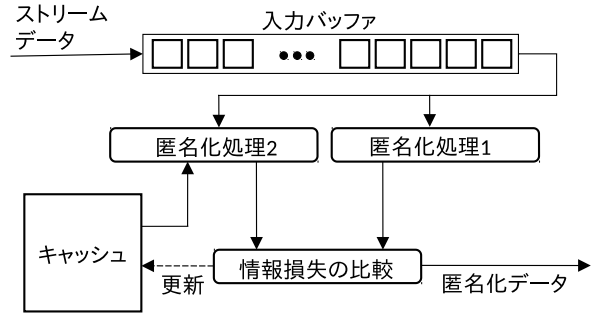 ストリーム
データ
入力バッファ
匿名化処理2
匿名化処理1
キャッシュ
情報損失の比較
更新
匿名化データ